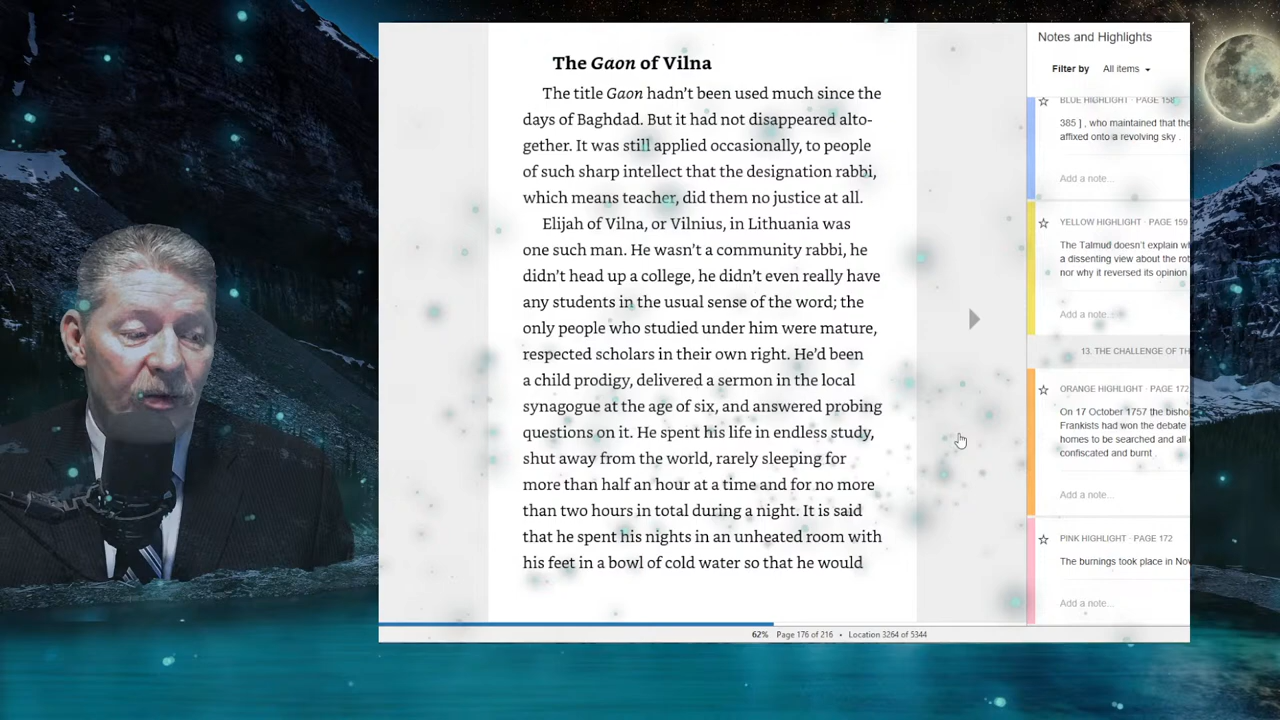 The Gaon of Vilna
The title Gaon hadn't been used much since the
days of Baghdad. But it had not disappeared alto-
gether. It was still applied occasionally, to people
of such sharp intellect that the designation rabbi,
which means teacher, did them no justice at all.
Elijah of Vilna, or Vilnius, in Lithuania was
one such man. He wasn't a community rabbi, he
didn't head up a college, he didn't even really have
any students in the usual sense of the word; the
only people who studied under him were mature,
respected scholars in their own right. He'd been
a child prodigy, delivered a sermon in the local
synagogue at the age of six, and answered probing
questions on it. He spent his life in endless study,
shut away from the world, rarely sleeping for
more than half an hour at a time and for no more
than two hours in total during a night. It is said
that he spent his nights in an unheated room with
his feet in a bowl of cold water so that he would
62% Page 176 of 216 • Location 3264 of 5344
Notes and Highlights
Filter by All items
BLUE HIGHLIGHT · PAGE 158
385 ] , who maintained that the
affixed onto a revolving sky .
Add a note...
YELLOW HIGHLIGHT · PAGE 159
The Talmud doesn't explain
a dissenting view about the
nor why it reversed its opinion
Add a note...
13. THE CHALLENGE OF
ORANGE HIGHLIGHT · PAGE 172
On 17 October 1757 the
Frankists had won the debate
homes to be searched and all
confiscated and burnt
Add a note...
PINK HIGHLIGHT · PAGE 172
The burnings took place in
Add a note...